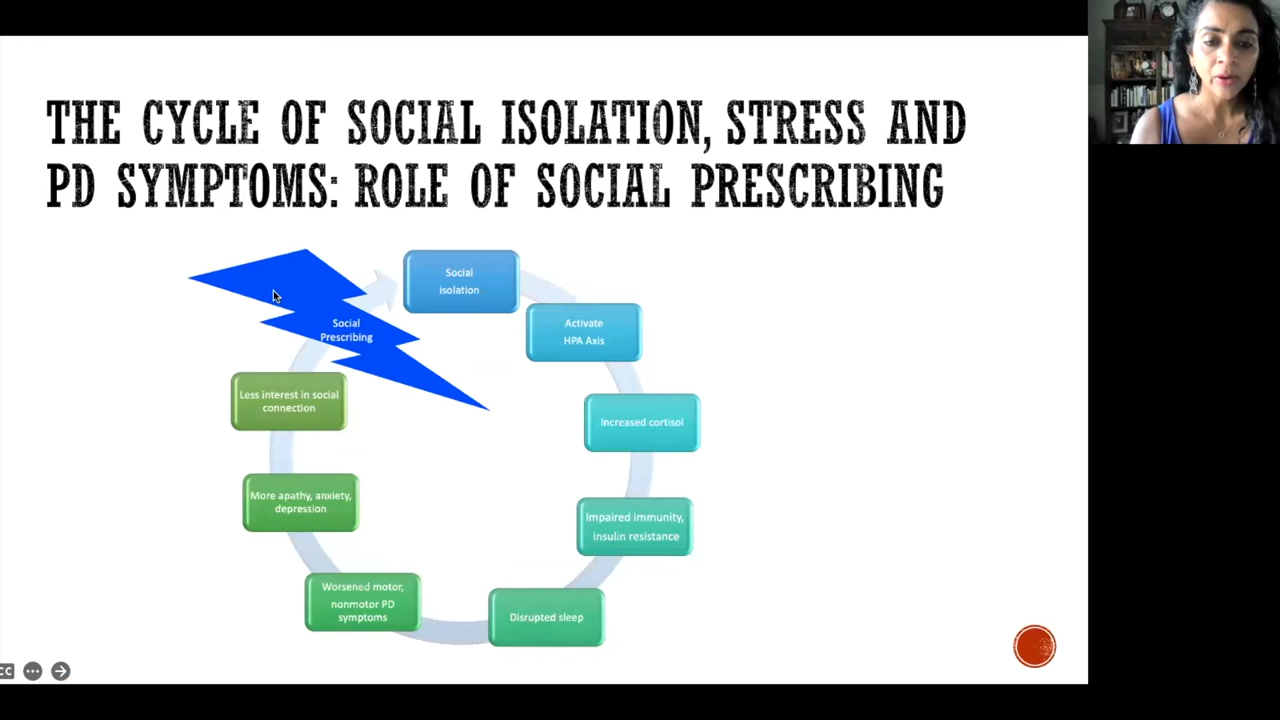 THE CYCLE OF SOCIAL ISOLATION, STRESS AND
PD SYMPTOMS: ROLE OF SOCIAL PRESCRIBING
Social
isolation
Activate
HPA Axis
Increased cortisol
Impaired immunity,
insulin resistance
Disrupted sleep
Worsened motor,
nonmotor PD
symptoms
More apathy, anxiety,
depression
Less interest in social
connection
Social
Prescribing
CC